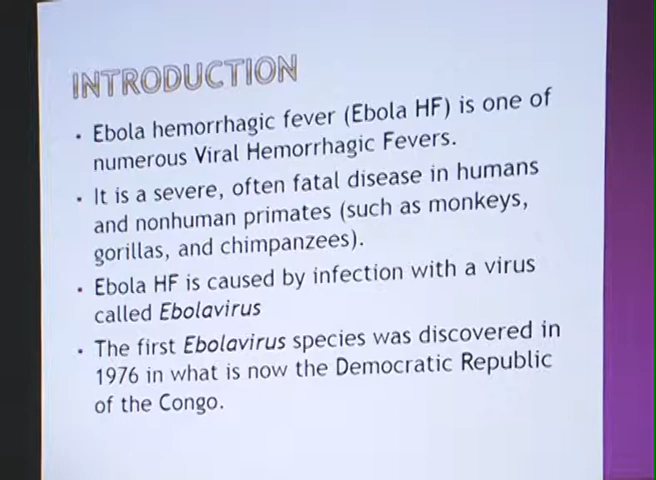 INTRODUCTION
• Ebola hemorrhagic fever (Ebola HF) is one of
numerous Viral Hemorrhagic Fevers.
• It is a severe, often fatal disease in humans
and nonhuman primates (such as monkeys,
gorillas, and chimpanzees).
• Ebola HF is caused by infection with a virus
called Ebolavirus
• The first Ebolavirus species was discovered in
1976 in what is now the Democratic Republic
of the Congo.